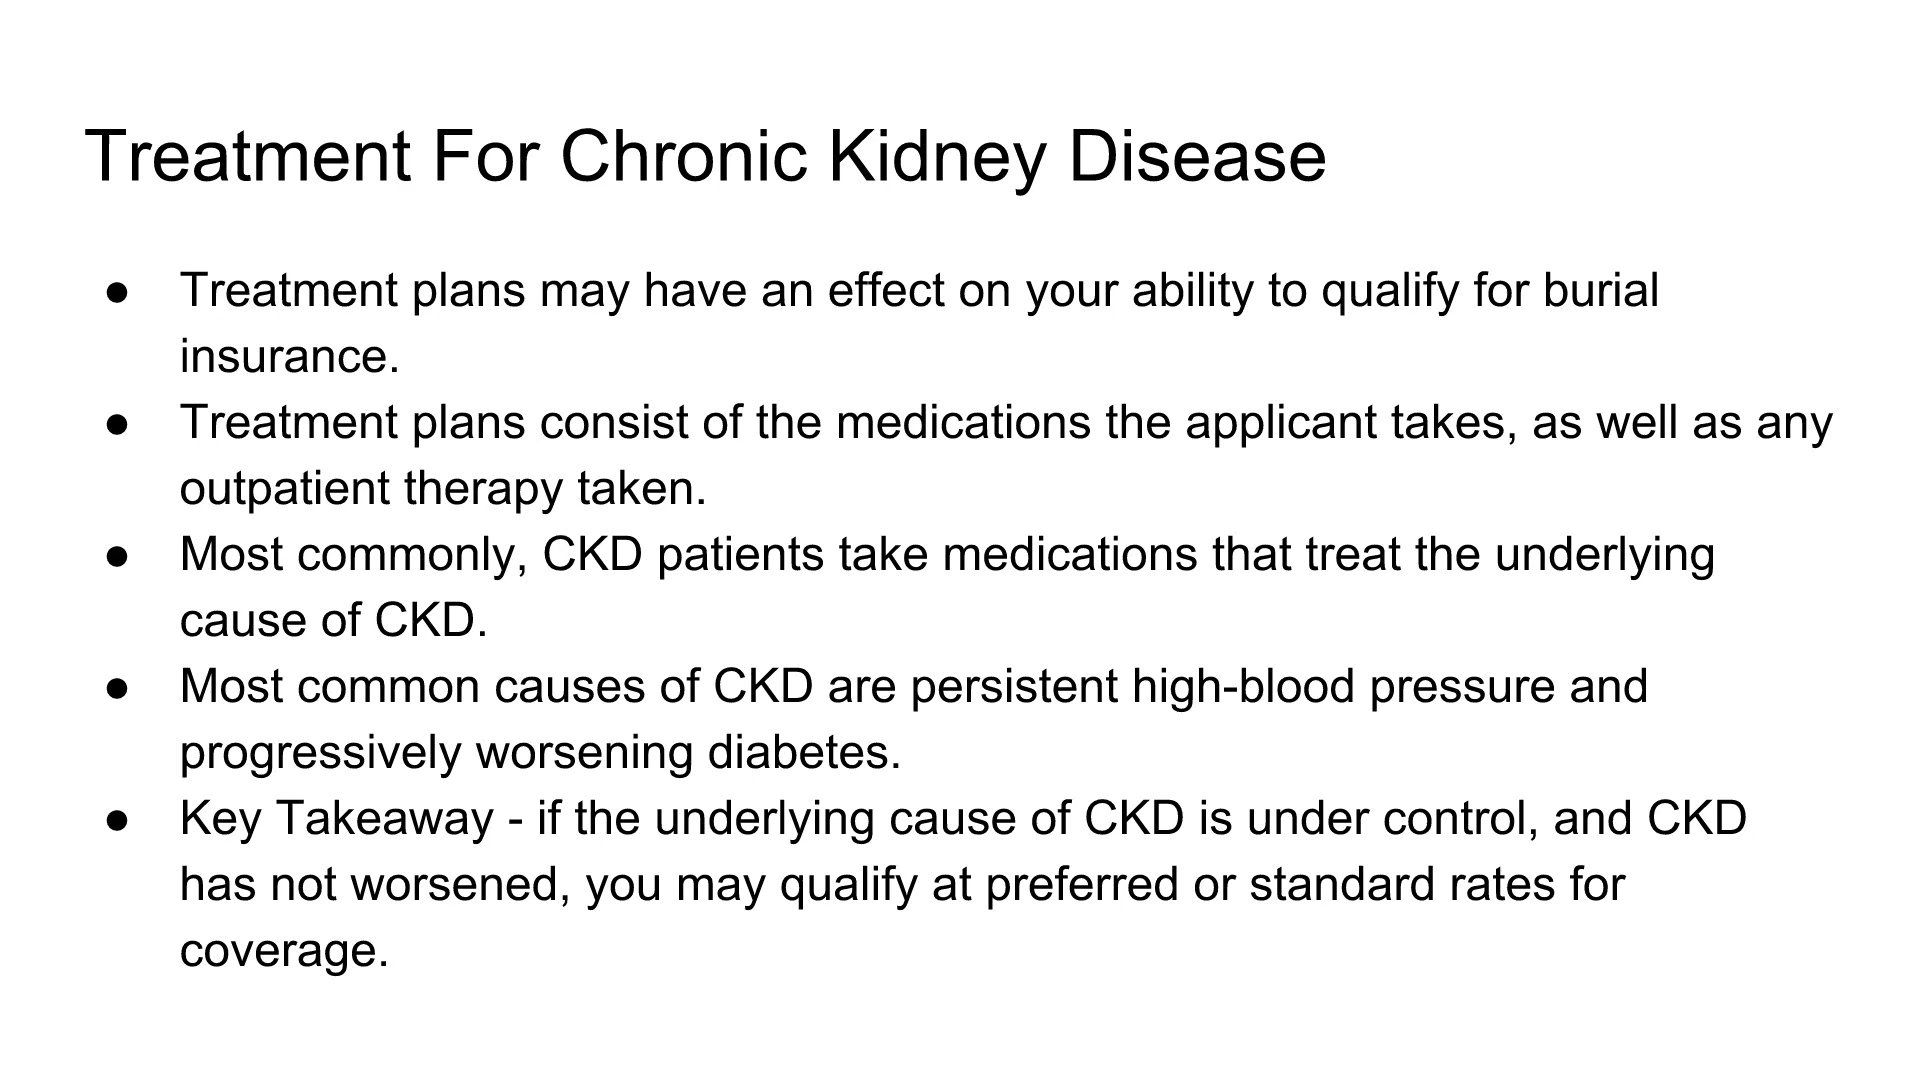 Treatment For Chronic Kidney Disease
● Treatment plans may have an effect on your ability to qualify for burial
insurance.
● Treatment plans consist of the medications the applicant takes, as well as any
outpatient therapy taken.
● Most commonly, CKD patients take medications that treat the underlying
cause of CKD.
● Most common causes of CKD are persistent high-blood pressure and
progressively worsening diabetes.
● Key Takeaway - if the underlying cause of CKD is under control, and CKD
has not worsened, you may qualify at preferred or standard rates for
coverage.